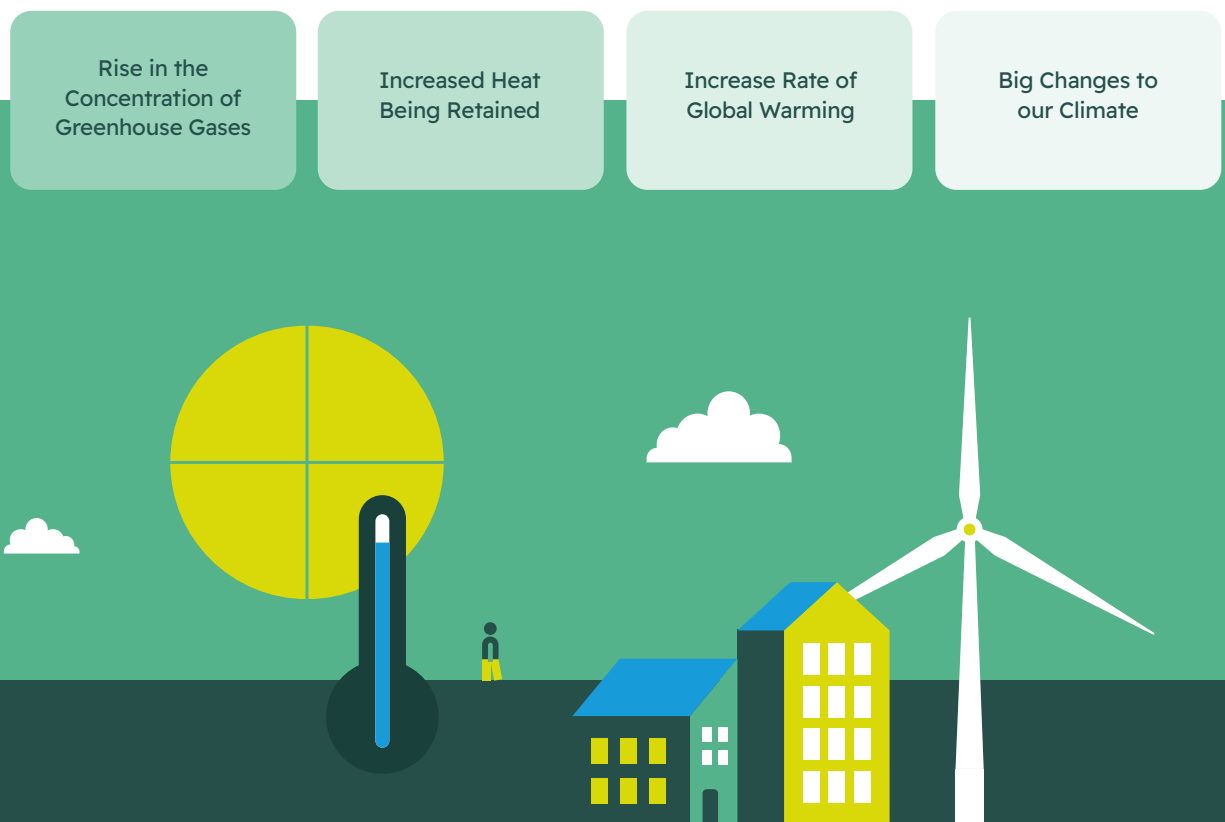 Rise in the
Concentration of
Greenhouse Gases
Increased Heat
Being Retained
Increase Rate of
Global Warming
Big Changes to
our Climate